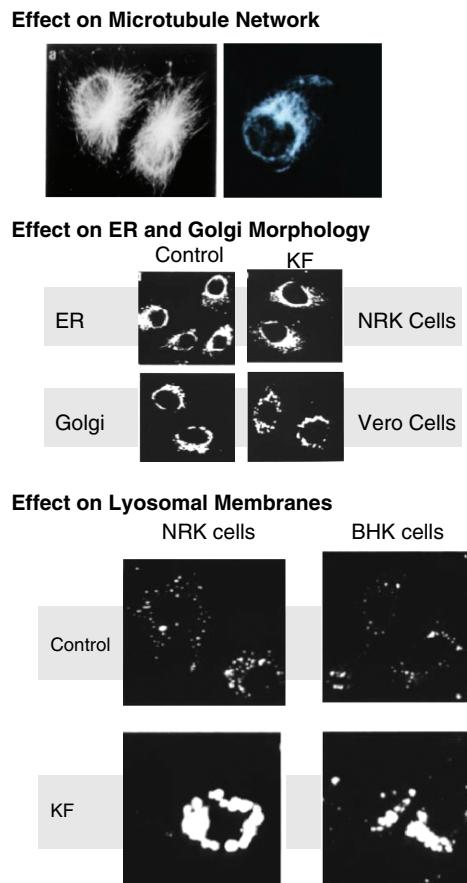 Effect on Microtubule Network
a
Effect on ER and Golgi Morphology
Control KF
ER NRK Cells
Golgi Vero Cells
Effect on Lyosomal Membranes
NRK cells BHK cells
Control
KF